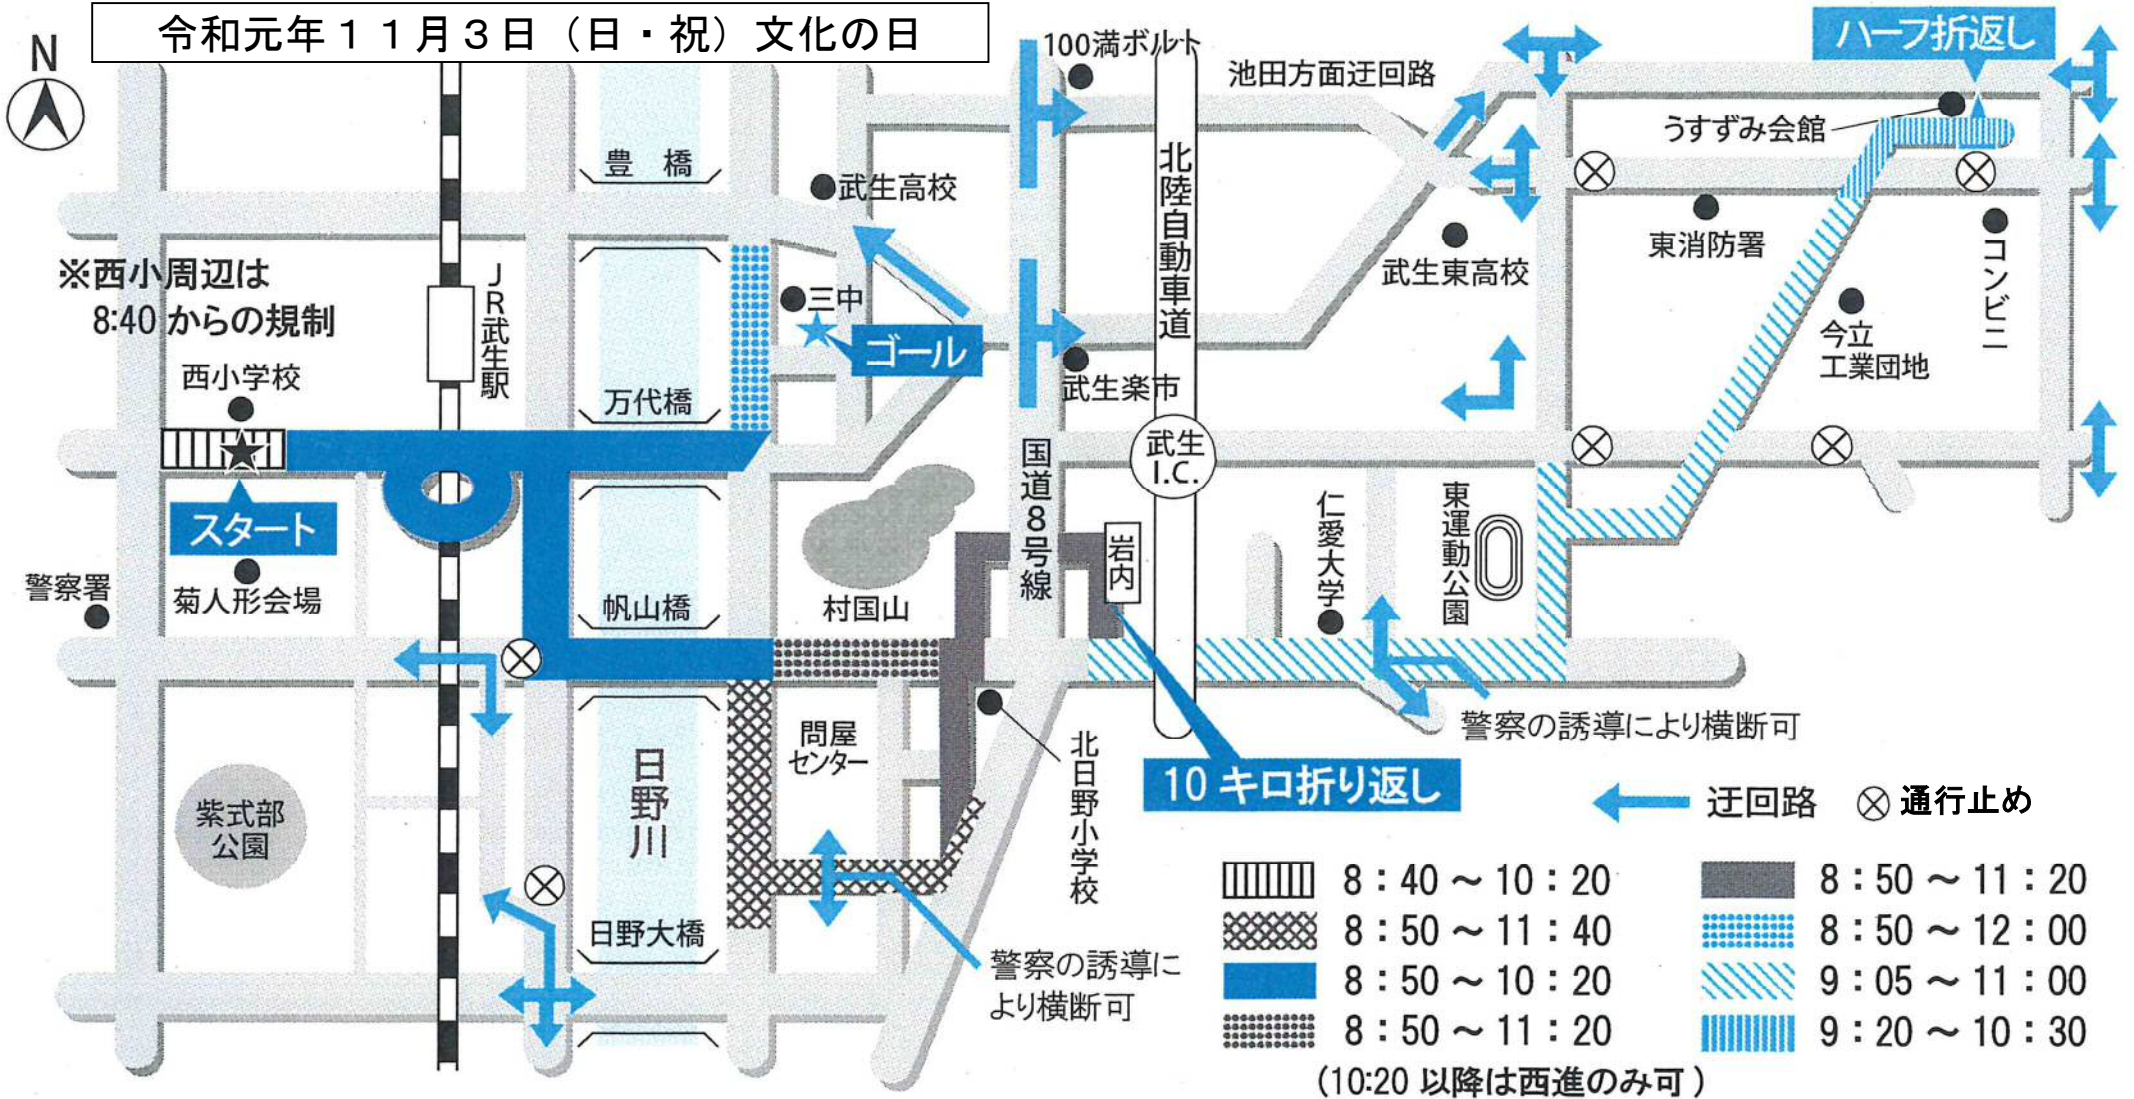 令和元年11月3日（日・祝）文化の日
N
100満ボルト
池田方面迂回路
ハーフ折返し
うすずみ会館
豊　橋
武生高校
北陸自動車道
東消防署
コンビニ
武生東高校
※西小周辺は
8:40 からの規制
JR武生駅
三中
ゴール
今立
工業団地
西小学校
万代橋
武生楽市
国道8号線
武生
I.C.
スタート
菊人形会場
警察署
帆山橋
村国山
岩内
仁愛大学
東運動公園
警察の誘導により横断可
問屋
センター
日野川
北日野小学校
10 キロ折り返し
紫式部
公園
日野大橋
警察の誘導に
より横断可
迂回路
通行止め
8：40～10：20
8：50～11：40
8：50～10：20
8：50～11：20
(10:20 以降は西進のみ可)
8：50～11：20
8：50～12：00
9：05～11：00
9：20～10：30